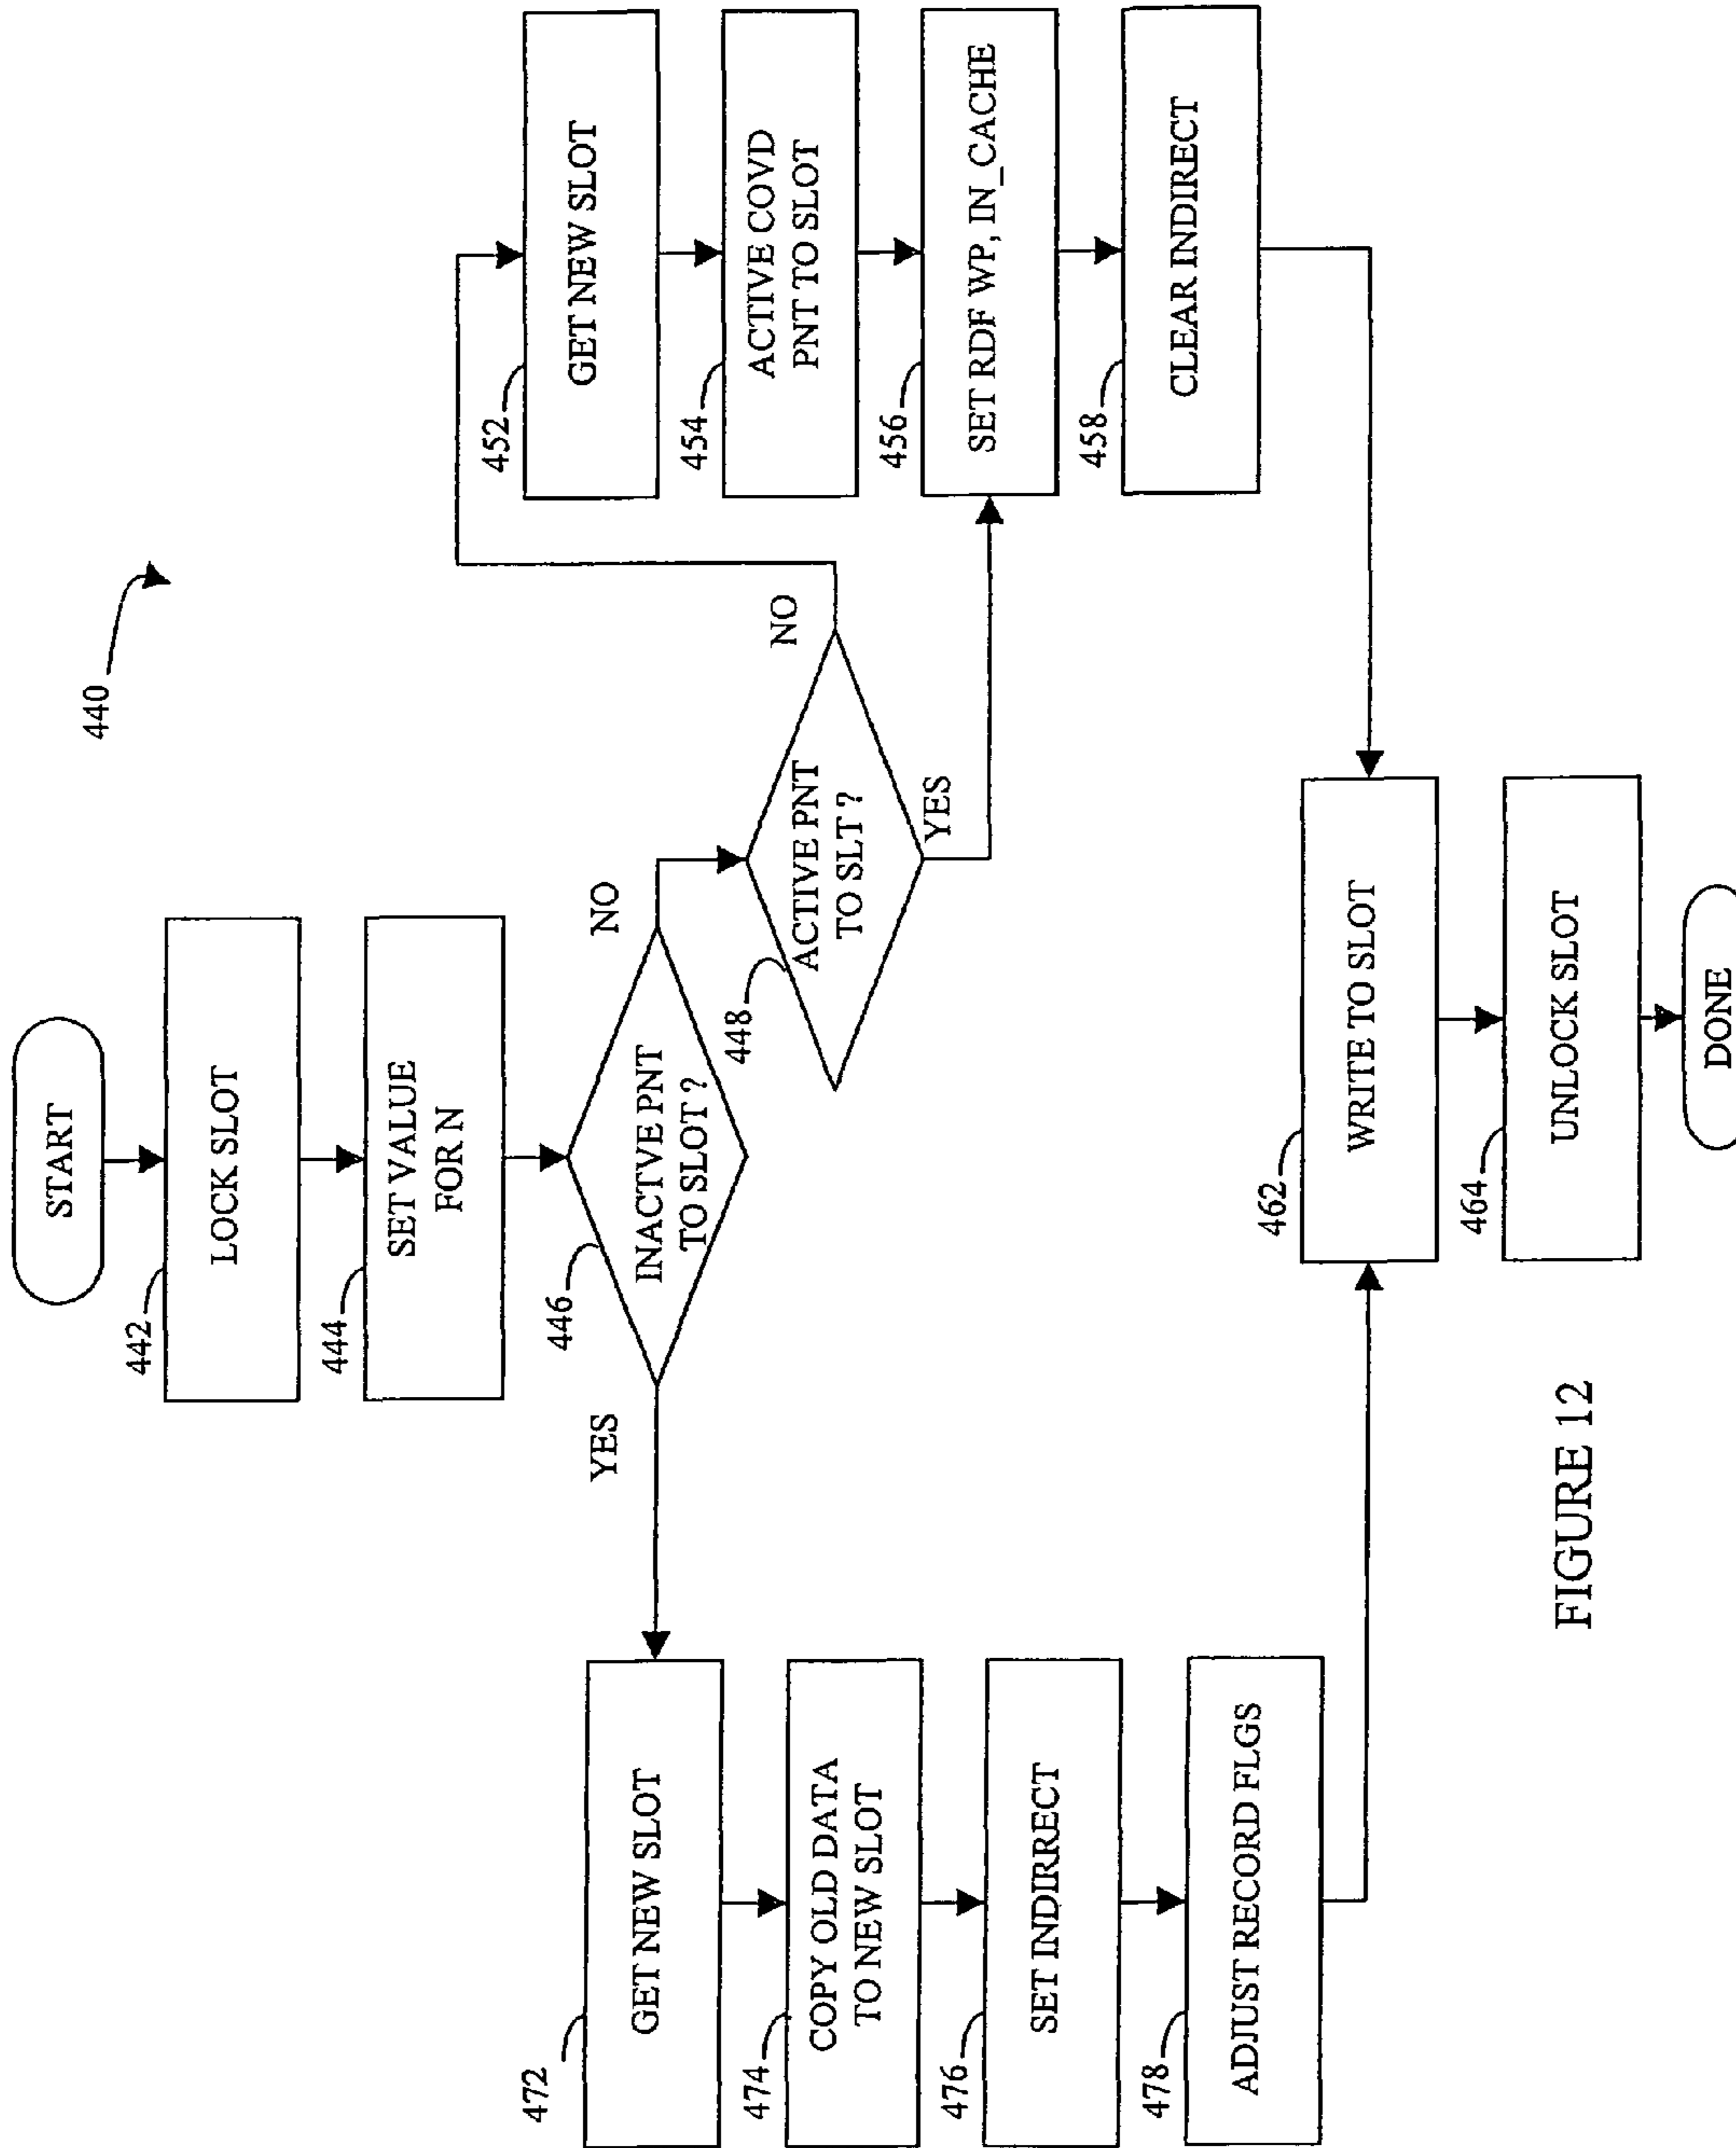 440
START
442
LOCK SLOT
444
SET VALUE
FOR N
446
INACTVE PNT
TO SLOT ?
YES
NO
448
ACTIVE PNT
TO SLT ?
NO
YES
452
GET NEW SLOT
454
ACTIVE COVD
PNT TO SLOT
456
SET RDF WP, IN_CACHE
458
CLEAR INDIRECT
472
GET NEW SLOT
474
COPY OLD DATA
TO NEW SLOT
476
SET INDIRRECT
478
ADJUST RECORD FLGS
462
WRITE TO SLOT
464
UNLOCK SLOT
DONE
FIGURE 12